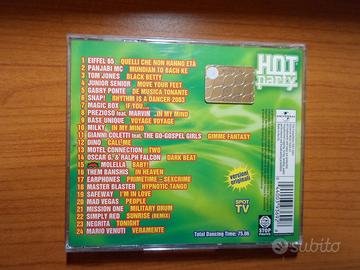 HOT
party
1 EIFFEL 65 QUELLI CHE NON HANNO ETÀ
2 PANJABI MC MUNDIAN TO BACH KE
3 TOM JONES BLACK BETTY
4 JUNIOR SENIOR MOVE YOUR FEET
5 GABRY PONTE DE MUSICA TONANTE
6 SNAP! RHYTHM IS A DANCER 2003
7 MAGIC BOX IF YOU...
8 PREZIOSO feat. MARVIN IN MY MIND
9 BASE UNIQUE VOYAGE VOYAGE
10 MILKY IN MY MIND
11 GIANNI COLETTI feat. THE GO-GOSPEL GIRLS GIMME FANTASY
12 DINO CALL ME
13 MOTEL CONNECTION TWO
14 OSCAR G. & RALPH FALCON DARK BEAT
15 MOLELLA BABY!
16 THEM BANSHIS IN HEAVEN
17 EARPHONES PRIMETIME - SEXCRIME
18 MASTER BLASTER HYPNOTIC TANGO
19 SAFEWAY I'M IN LOVE
20 MAD VEGAS PEOPLE
21 MISSION ONE MILITARY DRUM
22 SIMPLY RED SUNRISE (REMIX)
23 NEGRITA TONIGHT
24 MARIO VENUTI VERAMENTE
versioni
originali
SPOT
TV
Total Dancing Time: 75.06
STOP
subito